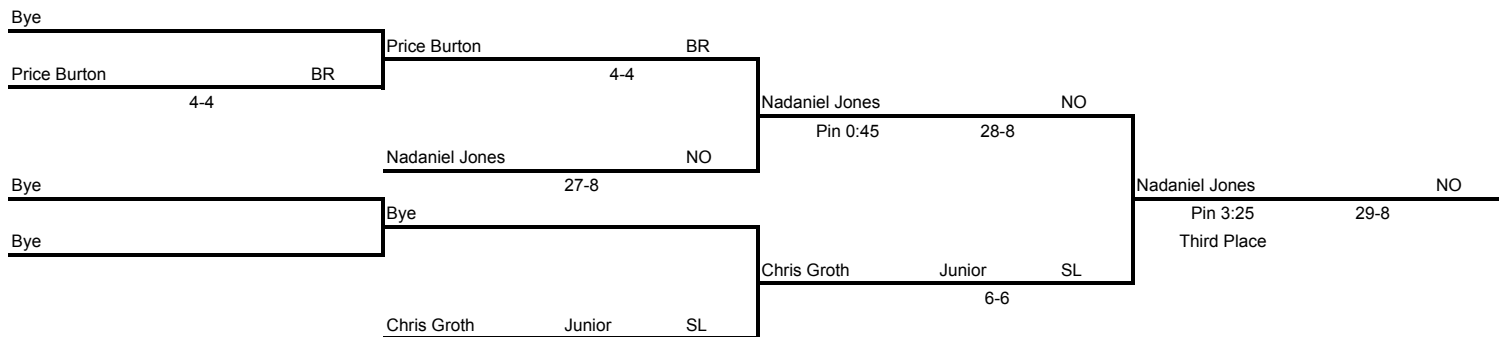 Bye
Price Burton BR
Price Burton BR
4-4
4-4
Nadaniel Jones NO
Pin 0:45 28-8
Nadaniel Jones NO
27-8
Bye
Nadaniel Jones NO
Bye
Pin 3:25 29-8
Bye
Third Place
Chris Groth Junior SL
6-6
Chris Groth Junior SL